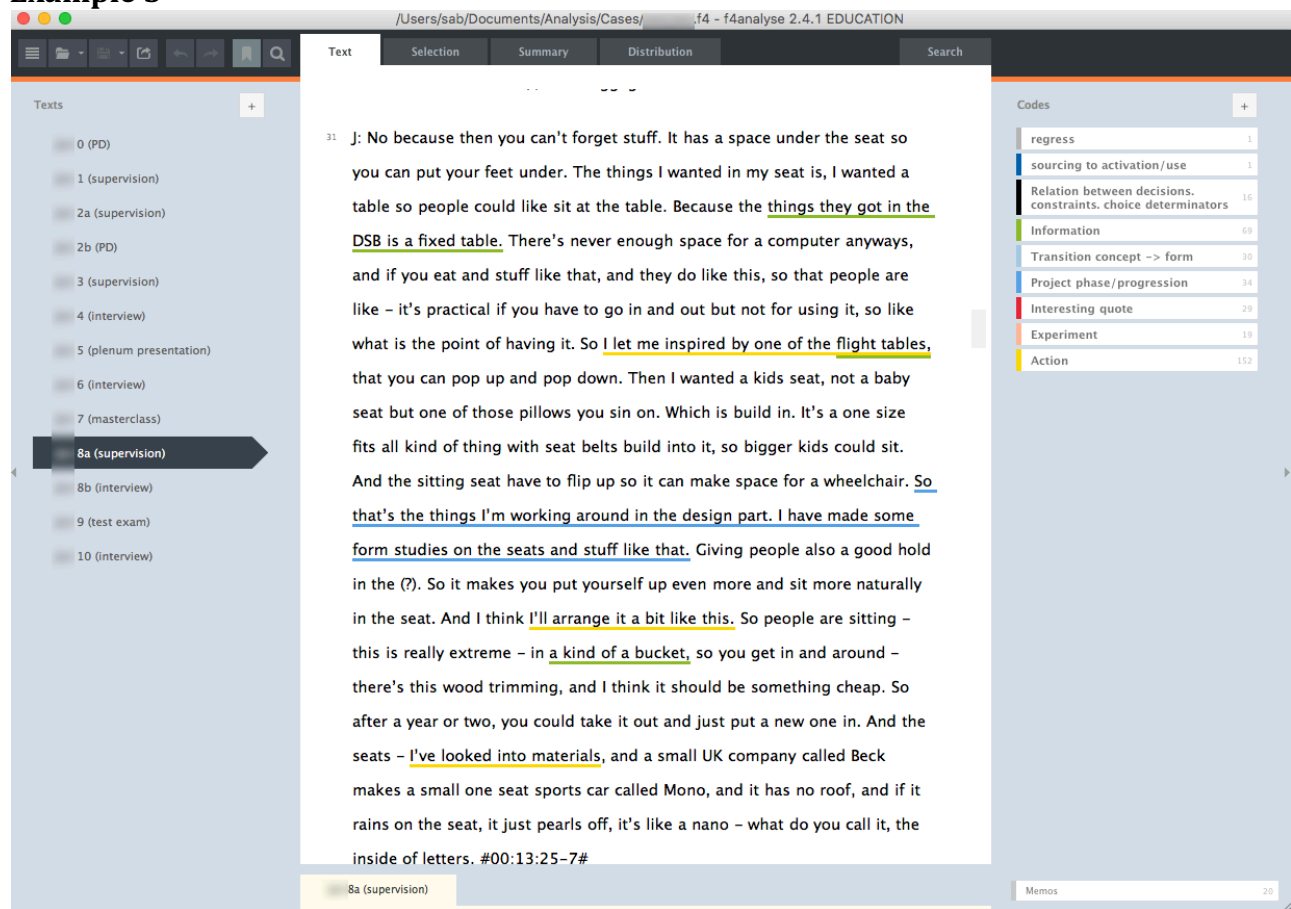 /Users/sab/Documents/Analysis/Cases/ .f4 - f4analyse 2.4.1 EDUCATION
Text Selection Summary Distribution Search
Texts +
0 (PD)
1 (supervision)
2a (supervision)
2b (PD)
3 (supervision)
4 (interview)
5 (plenum presentation)
6 (interview)
7 (masterclass)
8a (supervision)
8b (interview)
9 (test exam)
10 (interview)
31 J: No because then you can't forget stuff. It has a space under the seat so
you can put your feet under. The things I wanted in my seat is, I wanted a
table so people could like sit at the table. Because the things they got in the
DSB is a fixed table. There's never enough space for a computer anyways,
and if you eat and stuff like that, and they do like this, so that people are
like – it's practical if you have to go in and out but not for using it, so like
what is the point of having it. So I let me inspired by one of the flight tables,
that you can pop up and pop down. Then I wanted a kids seat, not a baby
seat but one of those pillows you sin on. Which is build in. It's a one size
fits all kind of thing with seat belts build into it, so bigger kids could sit.
And the sitting seat have to flip up so it can make space for a wheelchair. So
that's the things I'm working around in the design part. I have made some
form studies on the seats and stuff like that. Giving people also a good hold
in the (?). So it makes you put yourself up even more and sit more naturally
in the seat. And I think I'll arrange it a bit like this. So people are sitting –
this is really extreme – in a kind of a bucket, so you get in and around –
there's this wood trimming, and I think it should be something cheap. So
after a year or two, you could take it out and just put a new one in. And the
seats – I've looked into materials, and a small UK company called Beck
makes a small one seat sports car called Mono, and it has no roof, and if it
rains on the seat, it just pearls off, it's like a nano – what do you call it, the
inside of letters. #00:13:25-7#
8a (supervision)
Codes +
regress 1
sourcing to activation/use 1
Relation between decisions.
constraints. choice determinators 16
Information 69
Transition concept -> form 30
Project phase/progression 34
Interesting quote 29
Experiment 19
Action 152
Memos 20